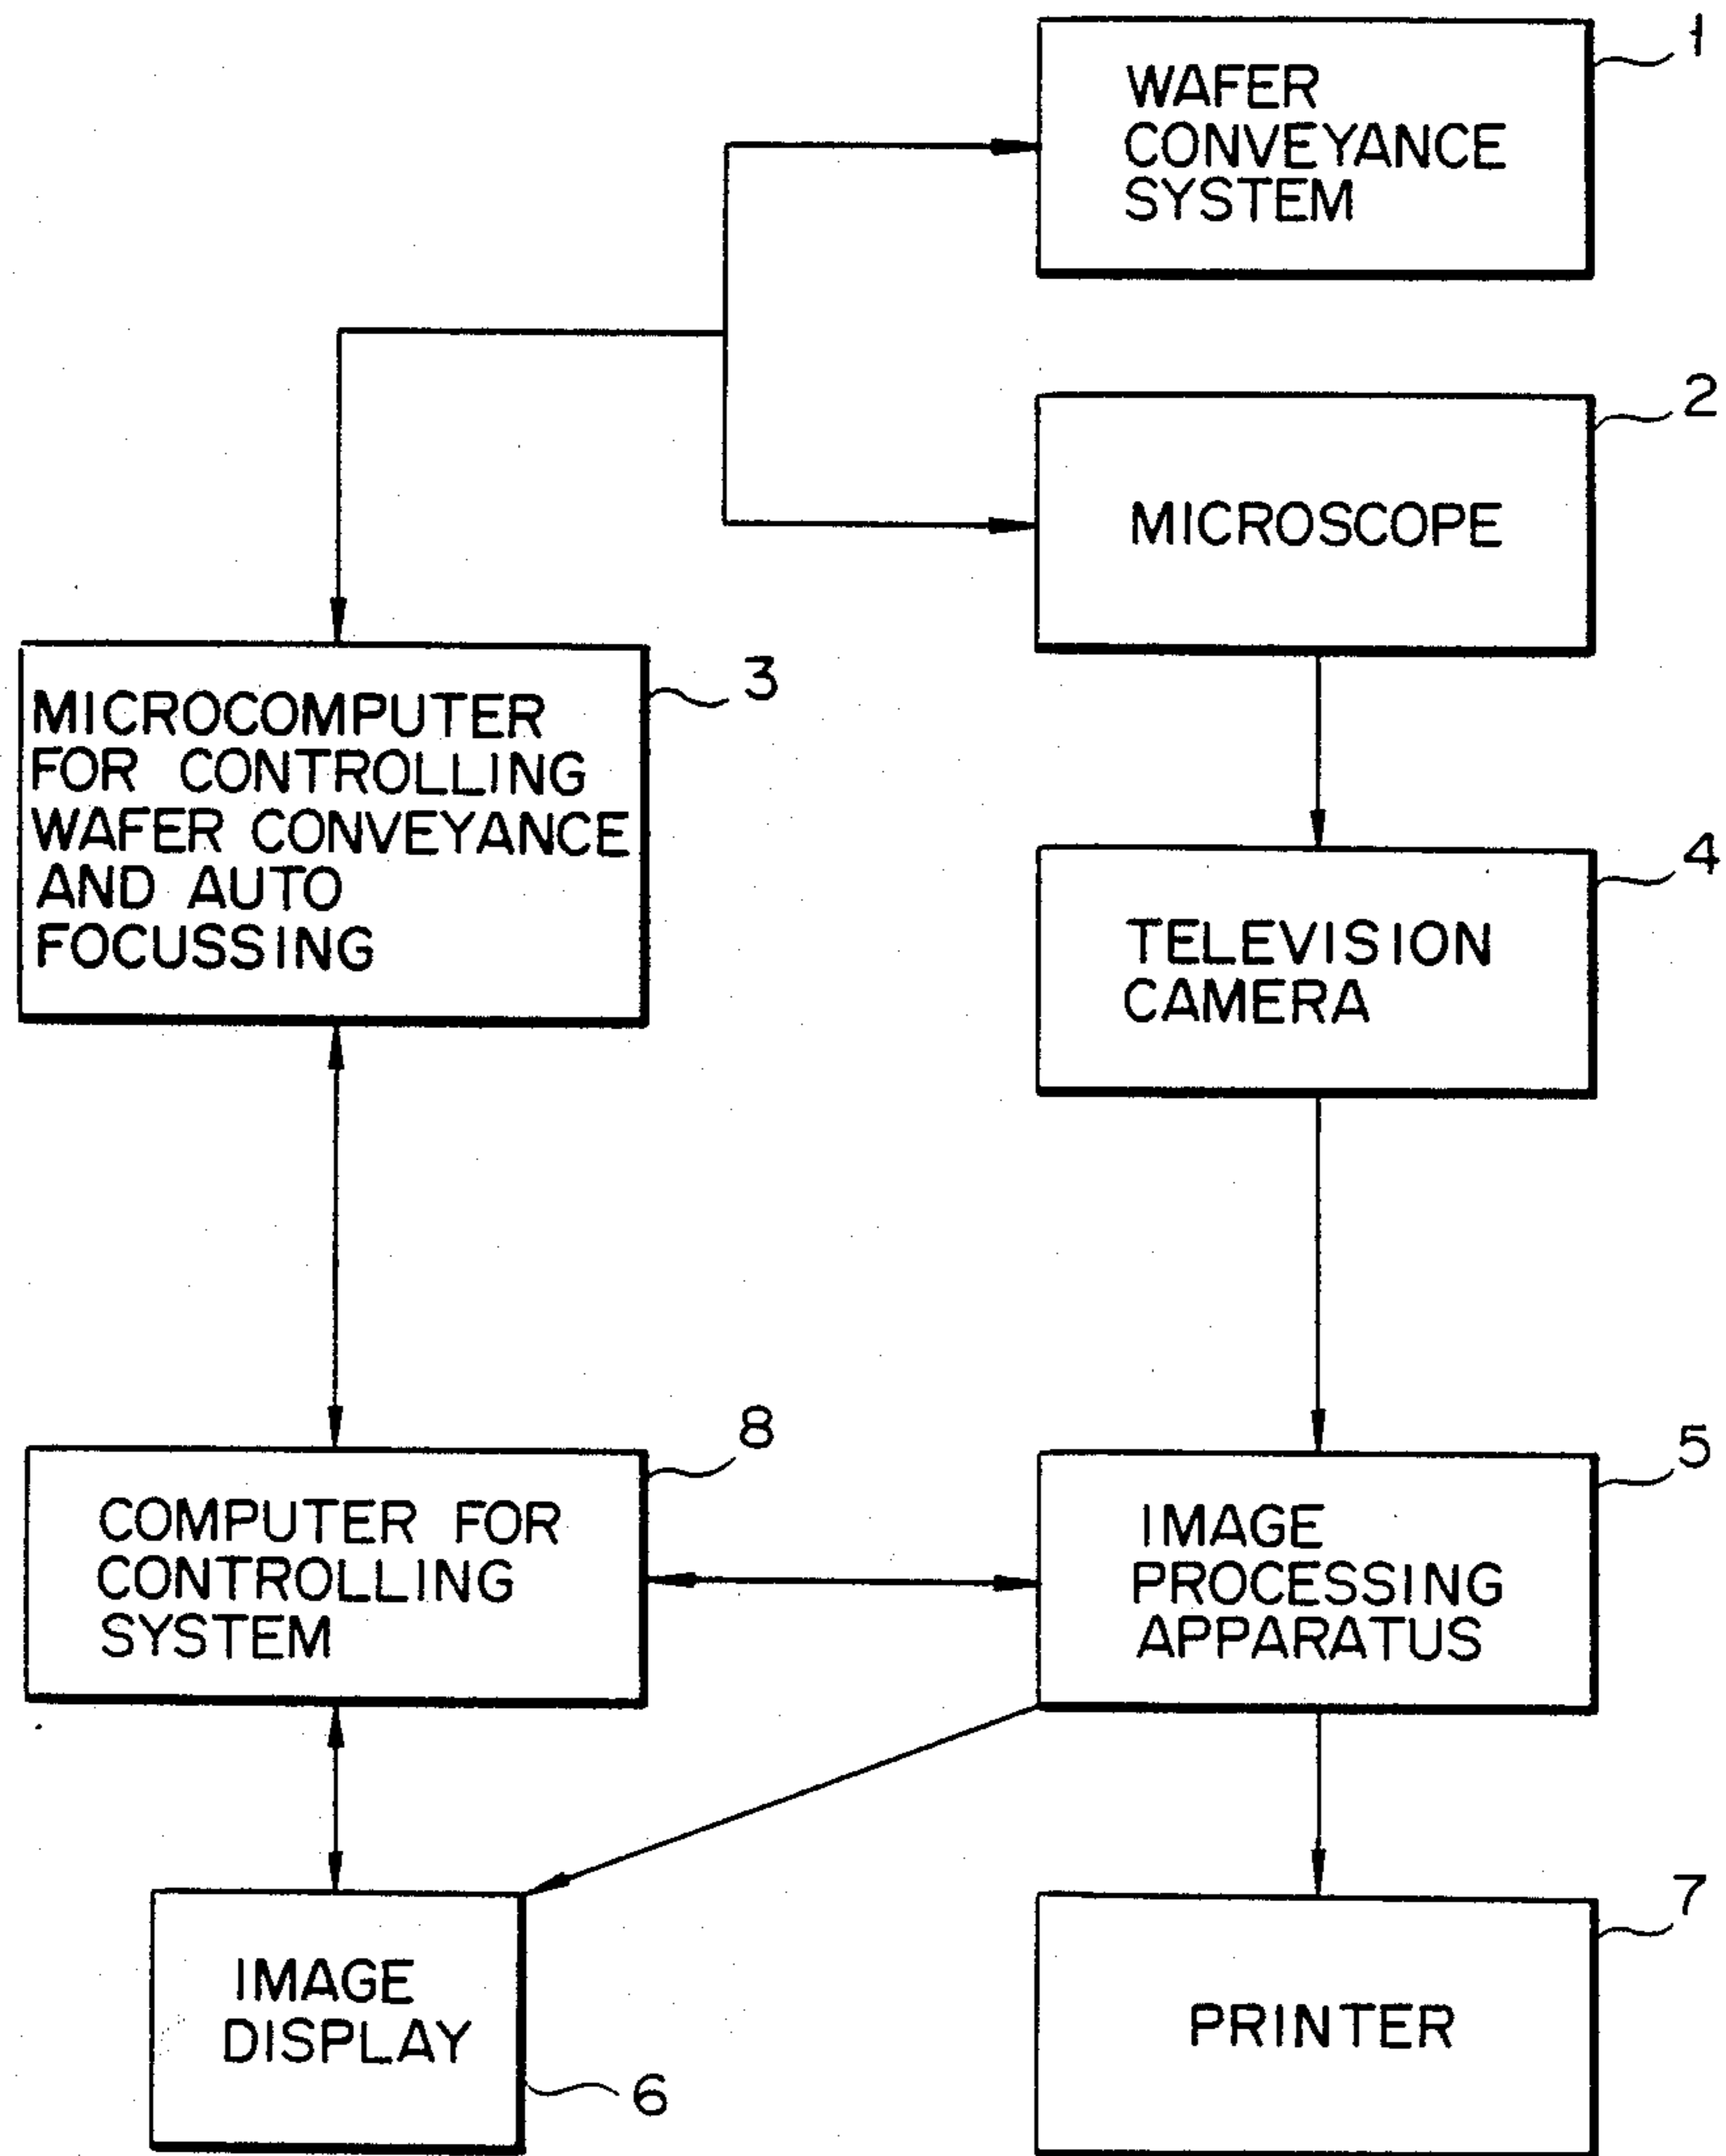 1
WAFER
CONVEYANCE
SYSTEM
2
MICROSCOPE
3
MICROCOMPUTER
FOR CONTROLLING
WAFER CONVEYANCE
AND AUTO
FOCUSSING
4
TELEVISION
CAMERA
8
COMPUTER FOR
CONTROLLING
SYSTEM
5
IMAGE
PROCESSING
APPARATUS
IMAGE
DISPLAY
6
7
PRINTER